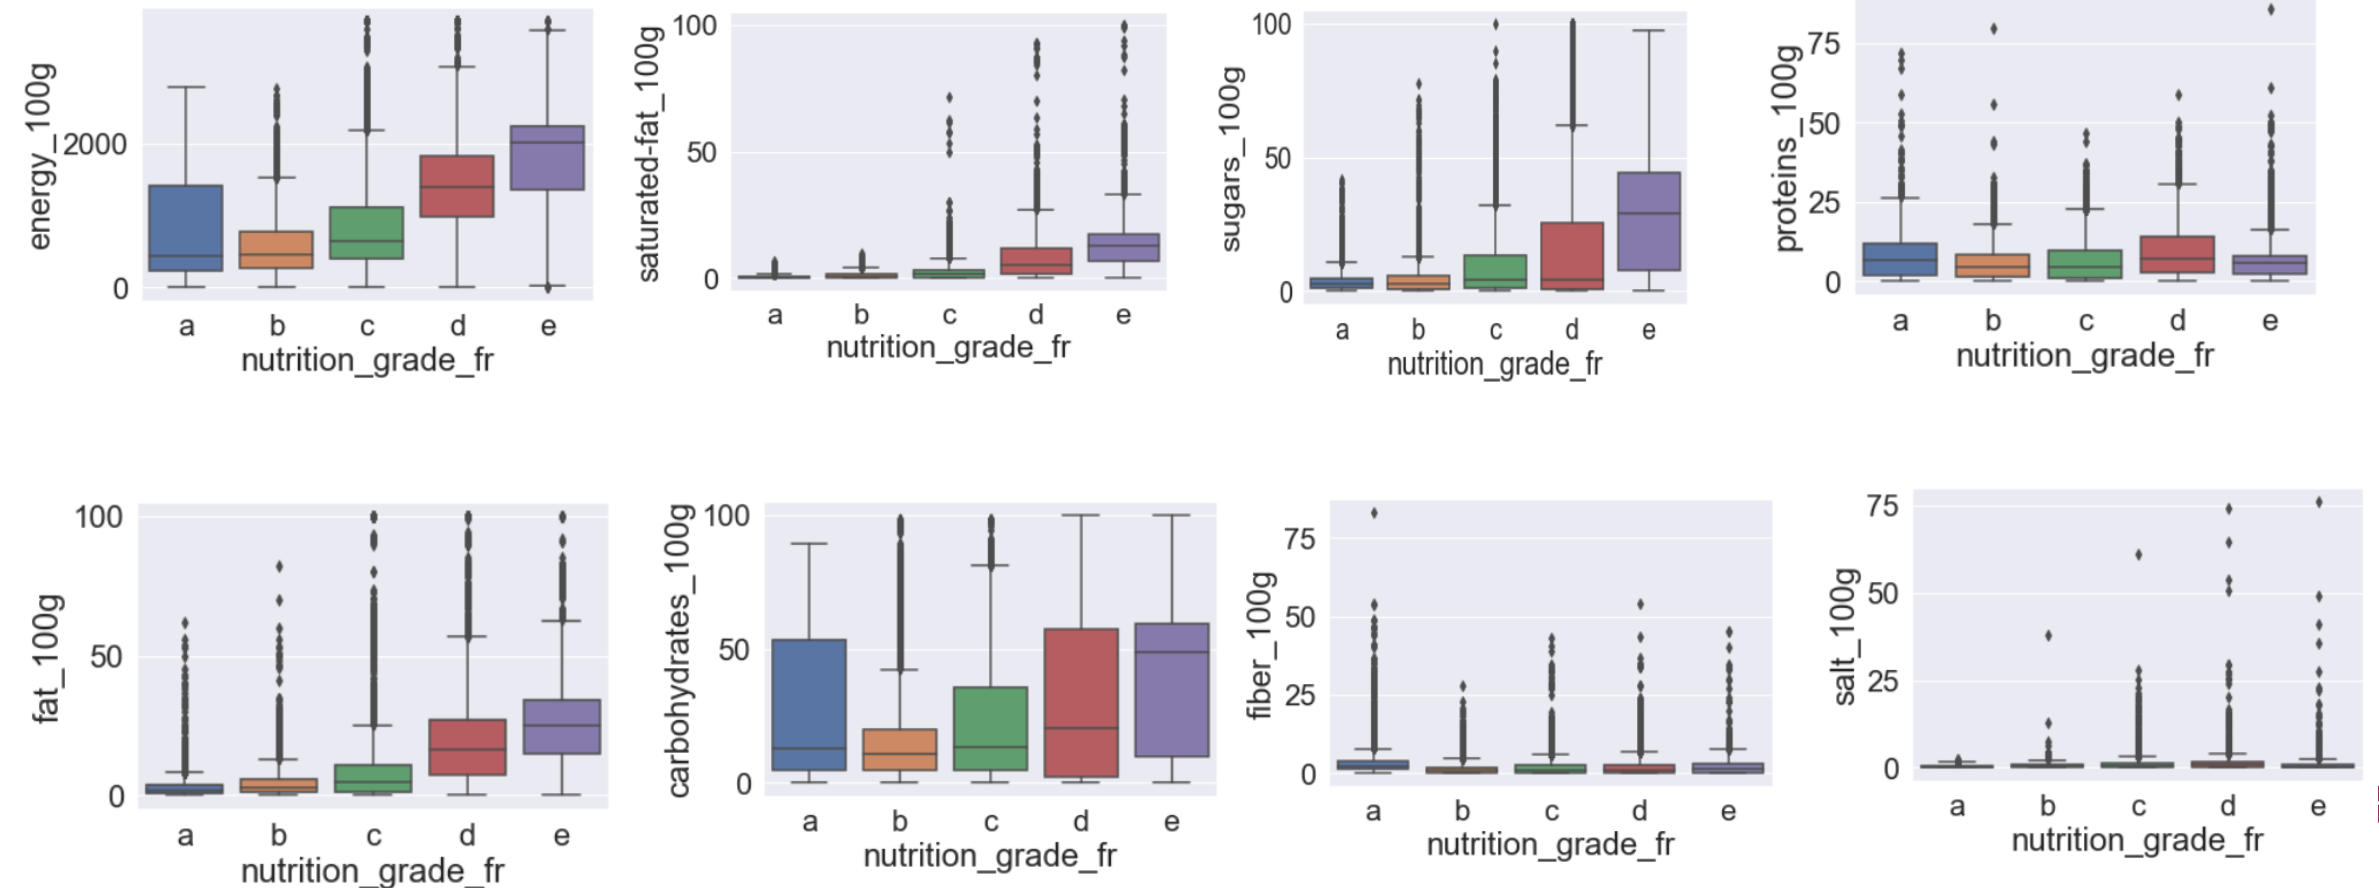 energy_100g
2000
0
a b c d e
nutrition_grade_fr
saturated-fat_100g
100
50
0
a b c d e
nutrition_grade_fr
sugars_100g
100
50
0
a b c d e
nutrition_grade_fr
proteins_100g
75
50
25
0
a b c d e
nutrition_grade_fr
fat_100g
100
50
0
a b c d e
nutrition_grade_fr
carbohydrates_100g
100
50
0
a b c d e
nutrition_grade_fr
fiber_100g
75
50
25
0
a b c d e
nutrition_grade_fr
salt_100g
75
50
25
0
a b c d e
nutrition_grade_fr